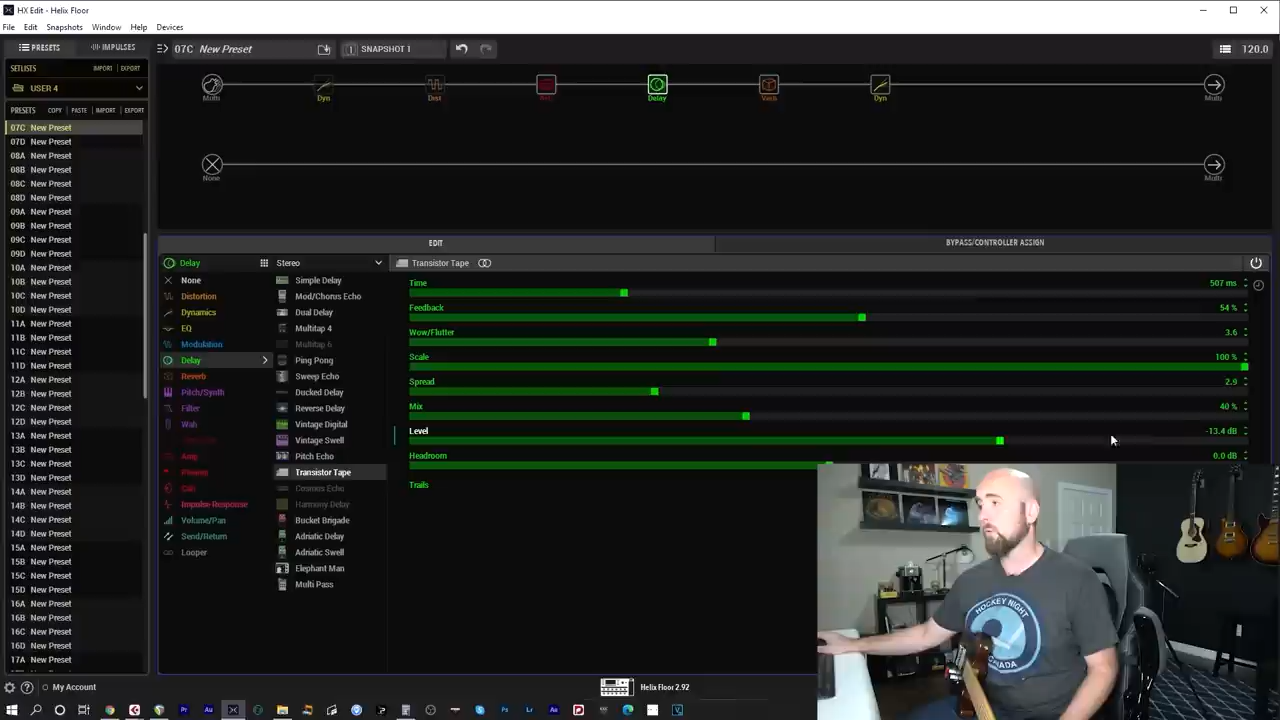 HX Edit - Helix Floor
File Edit Snapshots Window Help Devices
PRESETS IMPULSES
07C New Preset
SNAPSHOT 1
120.0
SETLISTS IMPORT EXPORT
USER 4
PRESETS COPY PASTE IMPORT EXPORT
07C New Preset
07D New Preset
08A New Preset
08B New Preset
08C New Preset
08D New Preset
09A New Preset
09B New Preset
09C New Preset
09D New Preset
10A New Preset
10B New Preset
10C New Preset
10D New Preset
11A New Preset
11B New Preset
11C New Preset
11D New Preset
12A New Preset
12B New Preset
12C New Preset
12D New Preset
13A New Preset
13B New Preset
13C New Preset
13D New Preset
14A New Preset
14B New Preset
14C New Preset
14D New Preset
15A New Preset
15B New Preset
15C New Preset
15D New Preset
16A New Preset
16B New Preset
16C New Preset
16D New Preset
17A New Preset
Multi Dyn Dist Delay Verb Dyn Multi
None Multi
EDIT BYPASS/CONTROLLER ASSIGN
Delay Stereo Transistor Tape
None
Distortion
Dynamics
EQ
Modulation
Delay
Reverb
Pitch/Synth
Filter
Wah
Amp
Preamp
Cab
Impulse Response
Volume/Pan
Send/Return
Looper
Simple Delay
Mod/Chorus Echo
Dual Delay
Multitap 4
Multitap 6
Ping Pong
Sweep Echo
Ducked Delay
Reverse Delay
Vintage Digital
Vintage Swell
Pitch Echo
Transistor Tape
Cosmos Echo
Harmony Delay
Bucket Brigade
Adriatic Delay
Adriatic Swell
Elephant Man
Multi Pass
Time 507 ms
Feedback 54 %
Wow/Flutter 3.6
Scale 100 %
Spread 2.9
Mix 40 %
Level -13.4 dB
Headroom 0.0 dB
Trails
HOCKEY NIGHT
My Account
Helix Floor 2.92